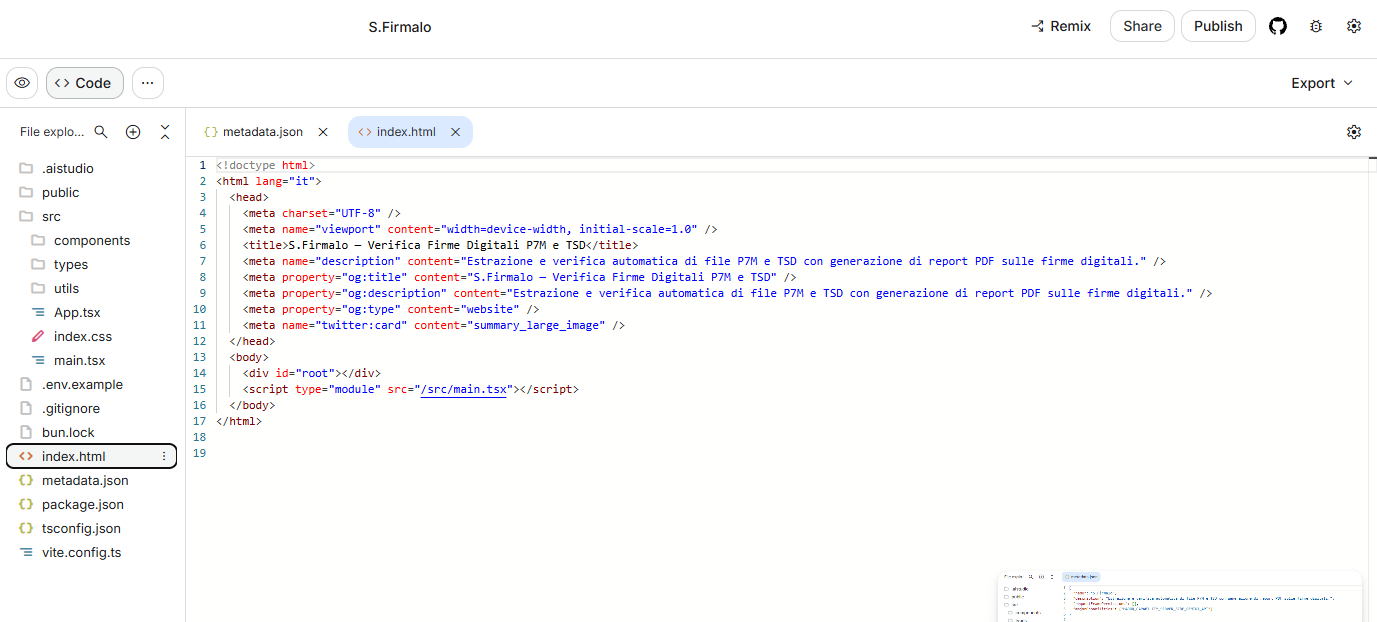 S.Firmalo
Remix
Share
Publish
Code
Export
File explo...
metadata.json
index.html
.aistudio
public
src
components
types
utils
App.tsx
index.css
main.tsx
.env.example
.gitignore
bun.lock
index.html
metadata.json
package.json
tsconfig.json
vite.config.ts
1 <!doctype html>
2 <html lang="it">
3 <head>
4 <meta charset="UTF-8" />
5 <meta name="viewport" content="width=device-width, initial-scale=1.0" />
6 <title>S.Firmalo — Verifica Firme Digitali P7M e TSD</title>
7 <meta name="description" content="Estrazione e verifica automatica di file P7M e TSD con generazione di report PDF sulle firme digitali." />
8 <meta property="og:title" content="S.Firmalo — Verifica Firme Digitali P7M e TSD" />
9 <meta property="og:description" content="Estrazione e verifica automatica di file P7M e TSD con generazione di report PDF sulle firme digitali." />
10 <meta property="og:type" content="website" />
11 <meta name="twitter:card" content="summary_large_image" />
12 </head>
13 <body>
14 <div id="root"></div>
15 <script type="module" src="/src/main.tsx"></script>
16 </body>
17 </html>
18
19
metadata.json
.aistudio
public
components